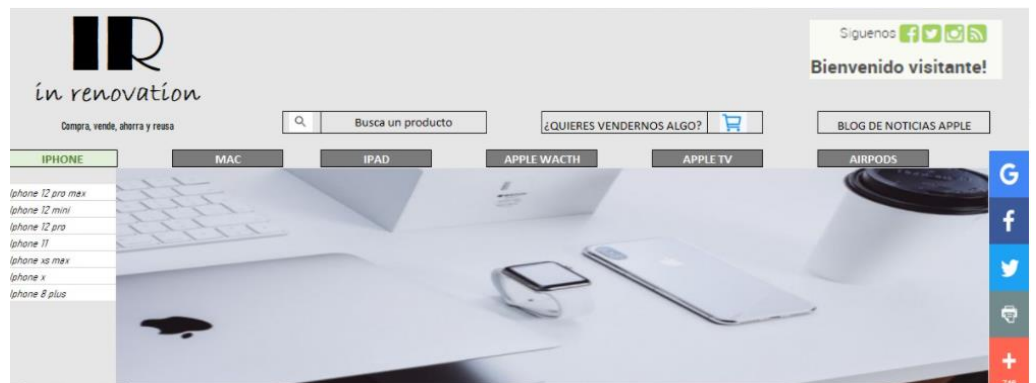 IR
in renovation
Compra, vende, ahorra y reusa
Siguenos
Bienvenido visitante!
Busca un producto
¿QUIERES VENDERNOS ALGO?
BLOG DE NOTICIAS APPLE
IPHONE MAC IPAD APPLE WACTH APPLE TV AIRPODS
Iphone 12 pro max
Iphone 12 mini
Iphone 12 pro
Iphone 11
Iphone xs max
Iphone x
Iphone 8 plus